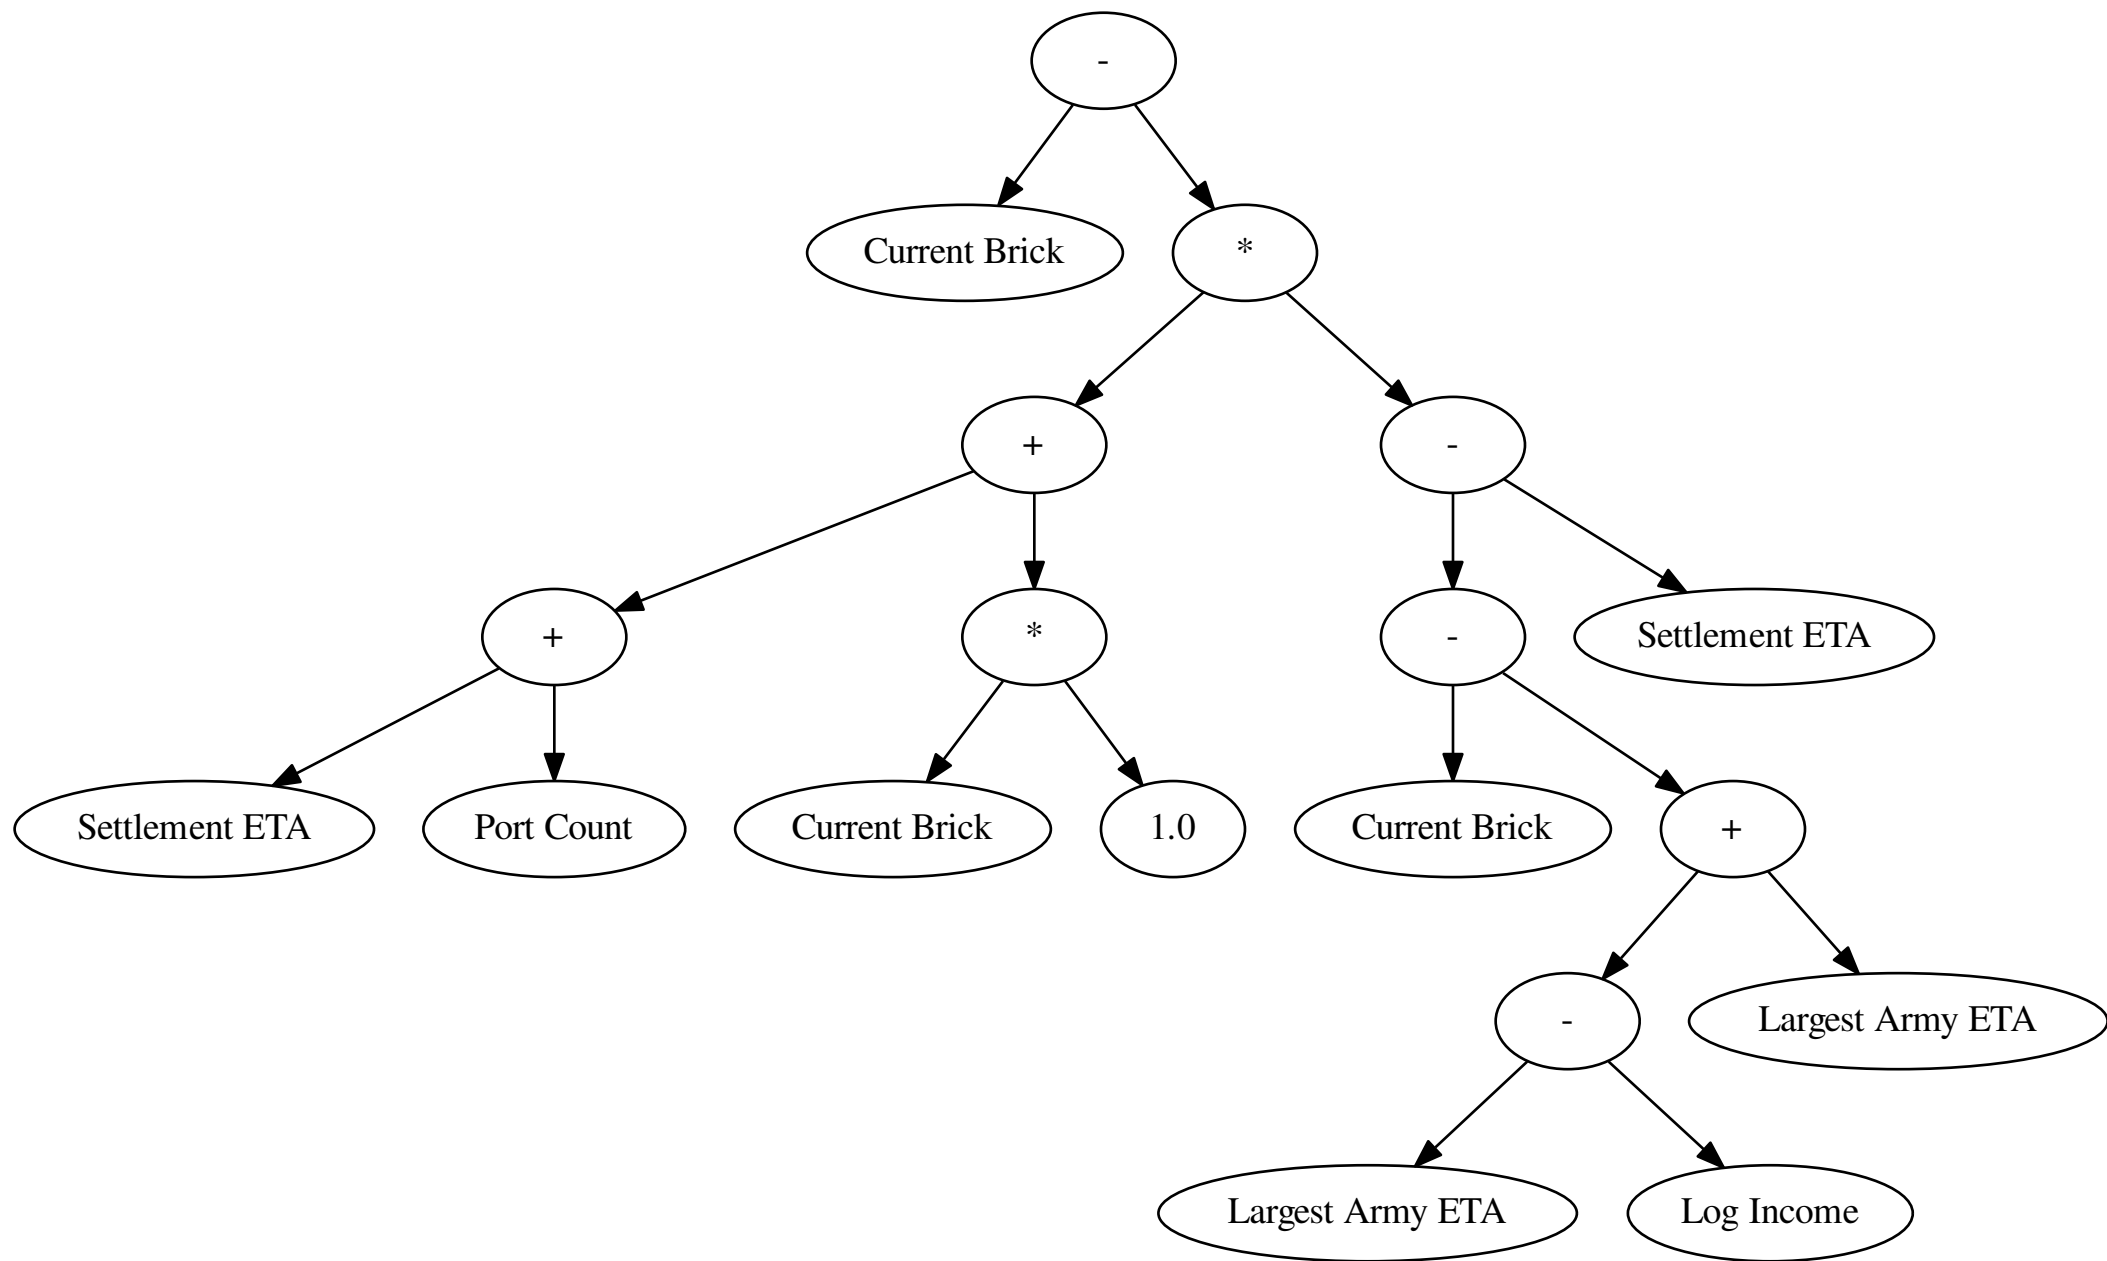 -
Current Brick
*
+
-
+
*
-
Settlement ETA
Settlement ETA
Port Count
Current Brick
1.0
Current Brick
+
-
Largest Army ETA
Largest Army ETA
Log Income